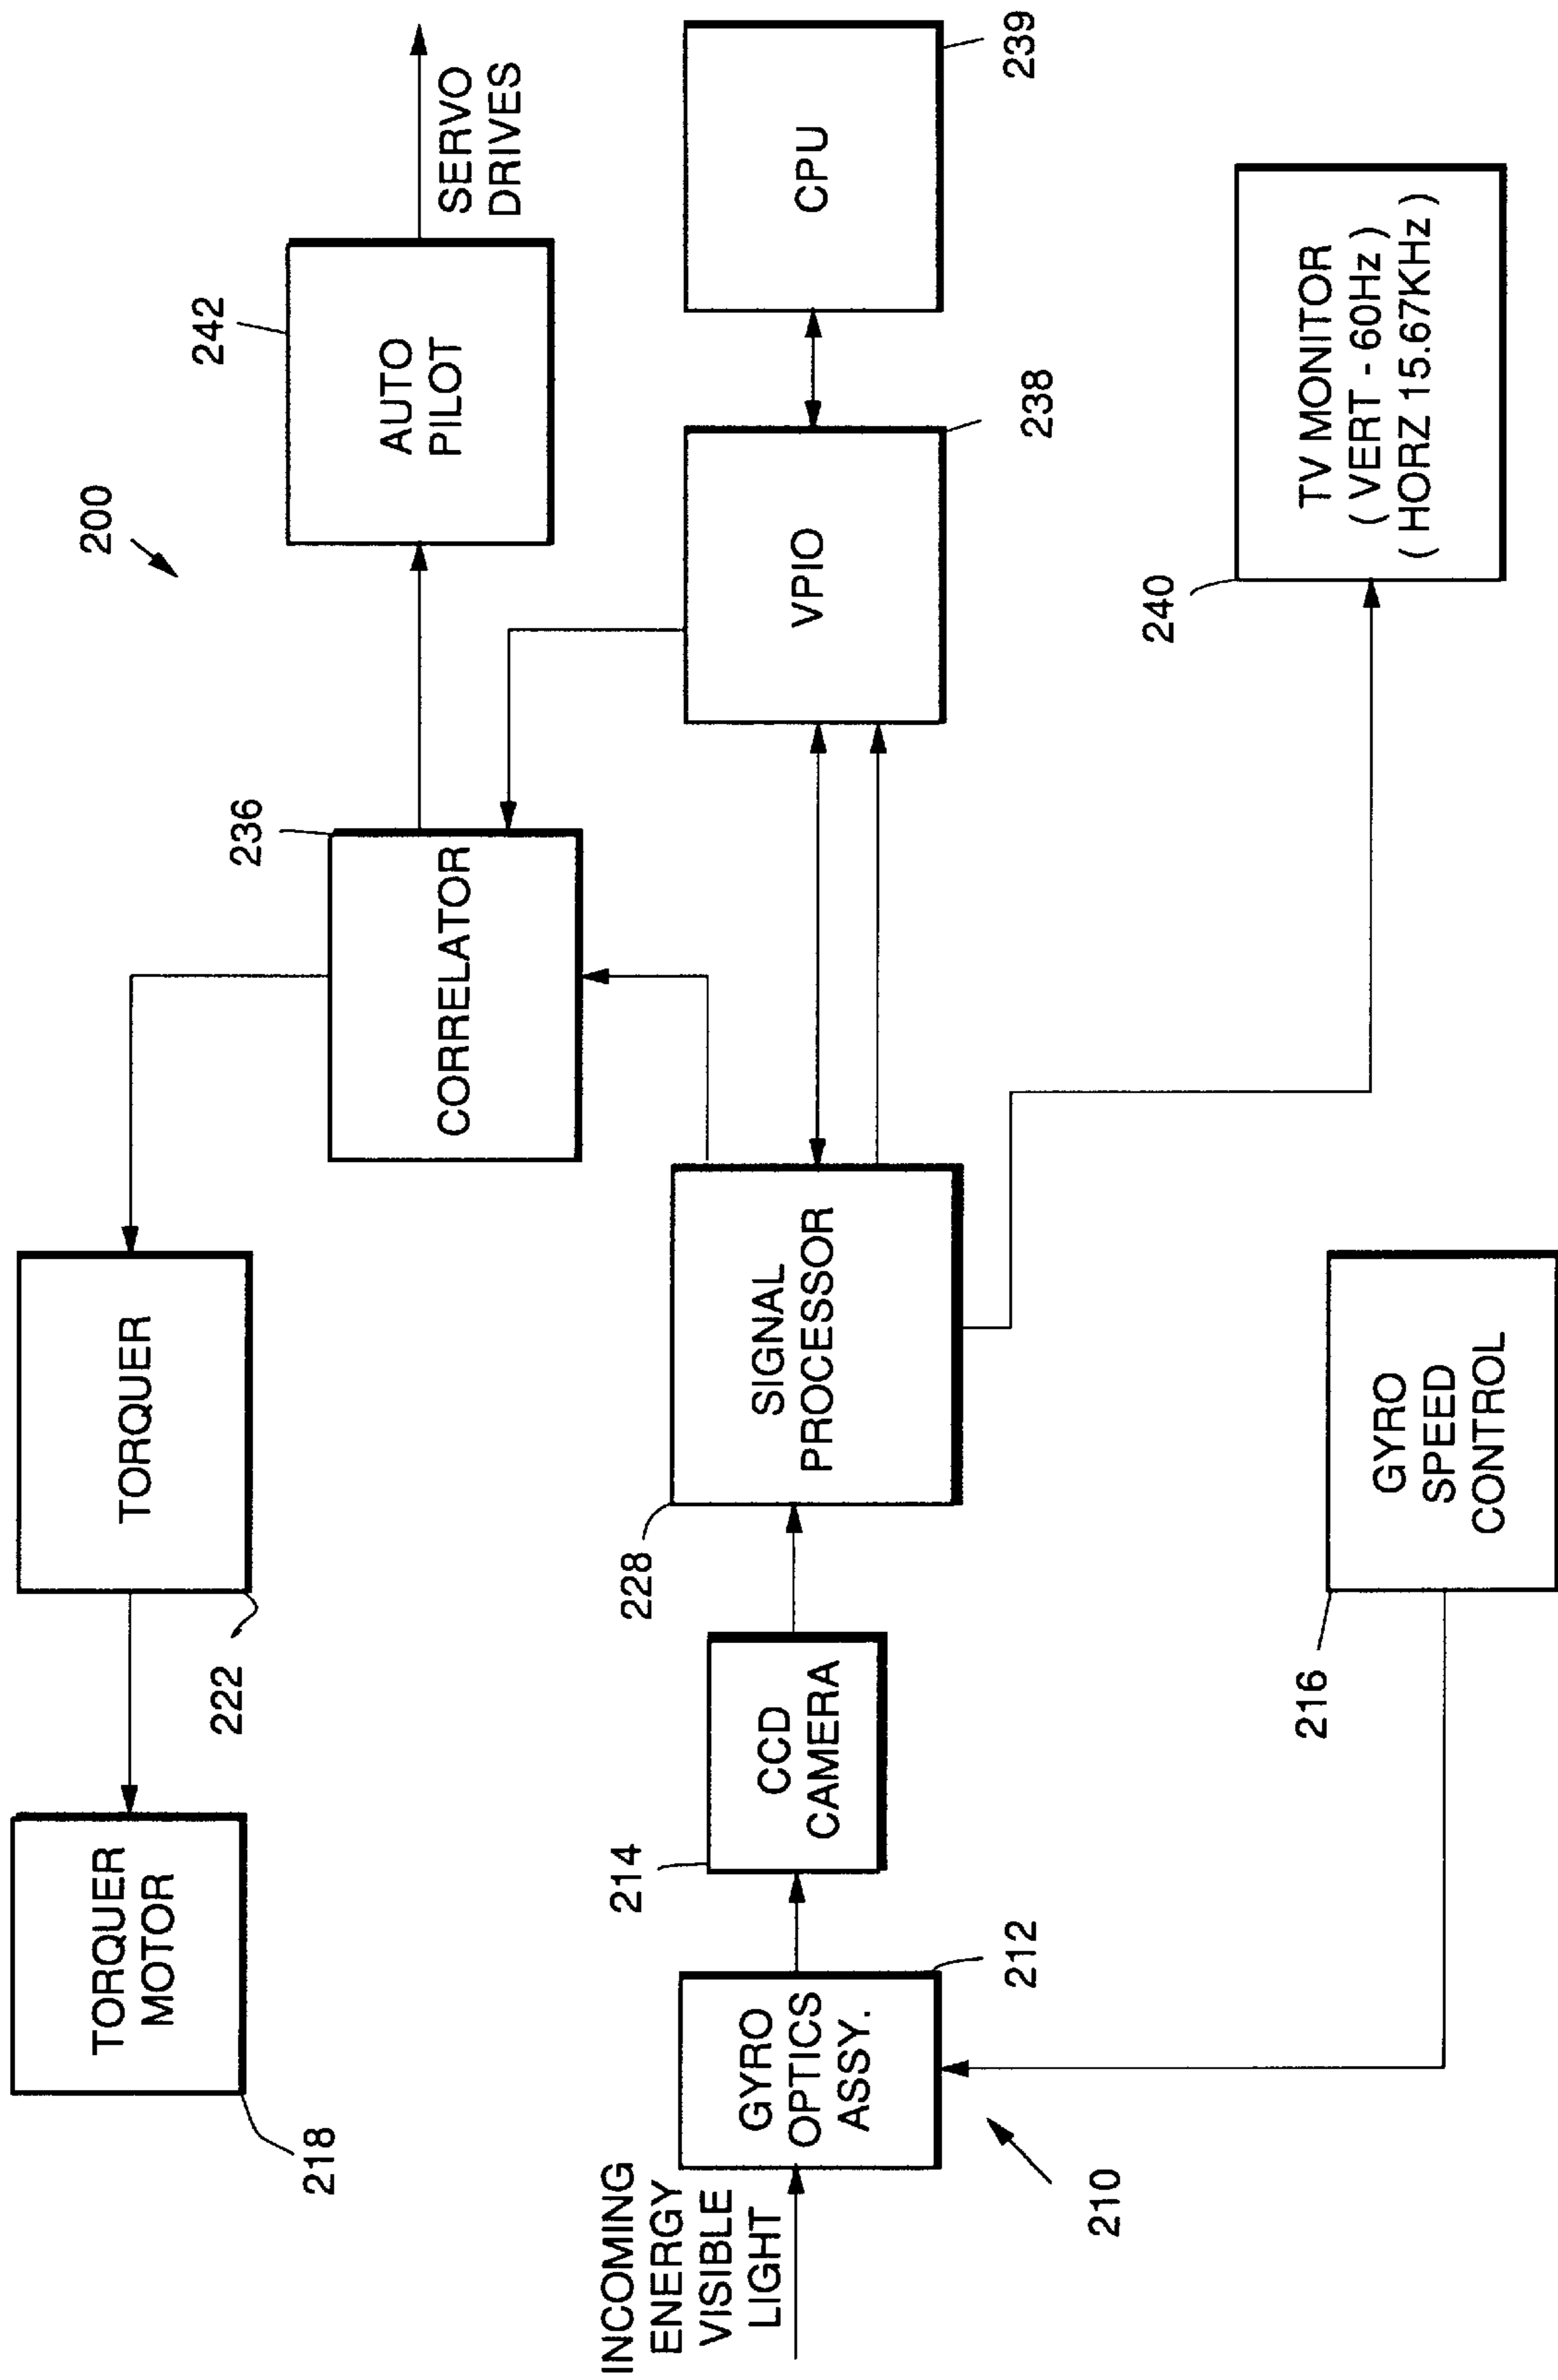 200
218
TORQUER
MOTOR
222
TORQUER
236
CORRELATOR
242
AUTO
PILOT
SERVO
DRIVES
INCOMING
ENERGY
VISIBLE
LIGHT
210
GYRO
OPTICS
ASSY.
212
214
CCD
CAMERA
228
SIGNAL
PROCESSOR
VPIO
238
CPU
239
216
GYRO
SPEED
CONTROL
240
TV MONITOR
( VERT - 60Hz )
( HORZ 15.67KHz )